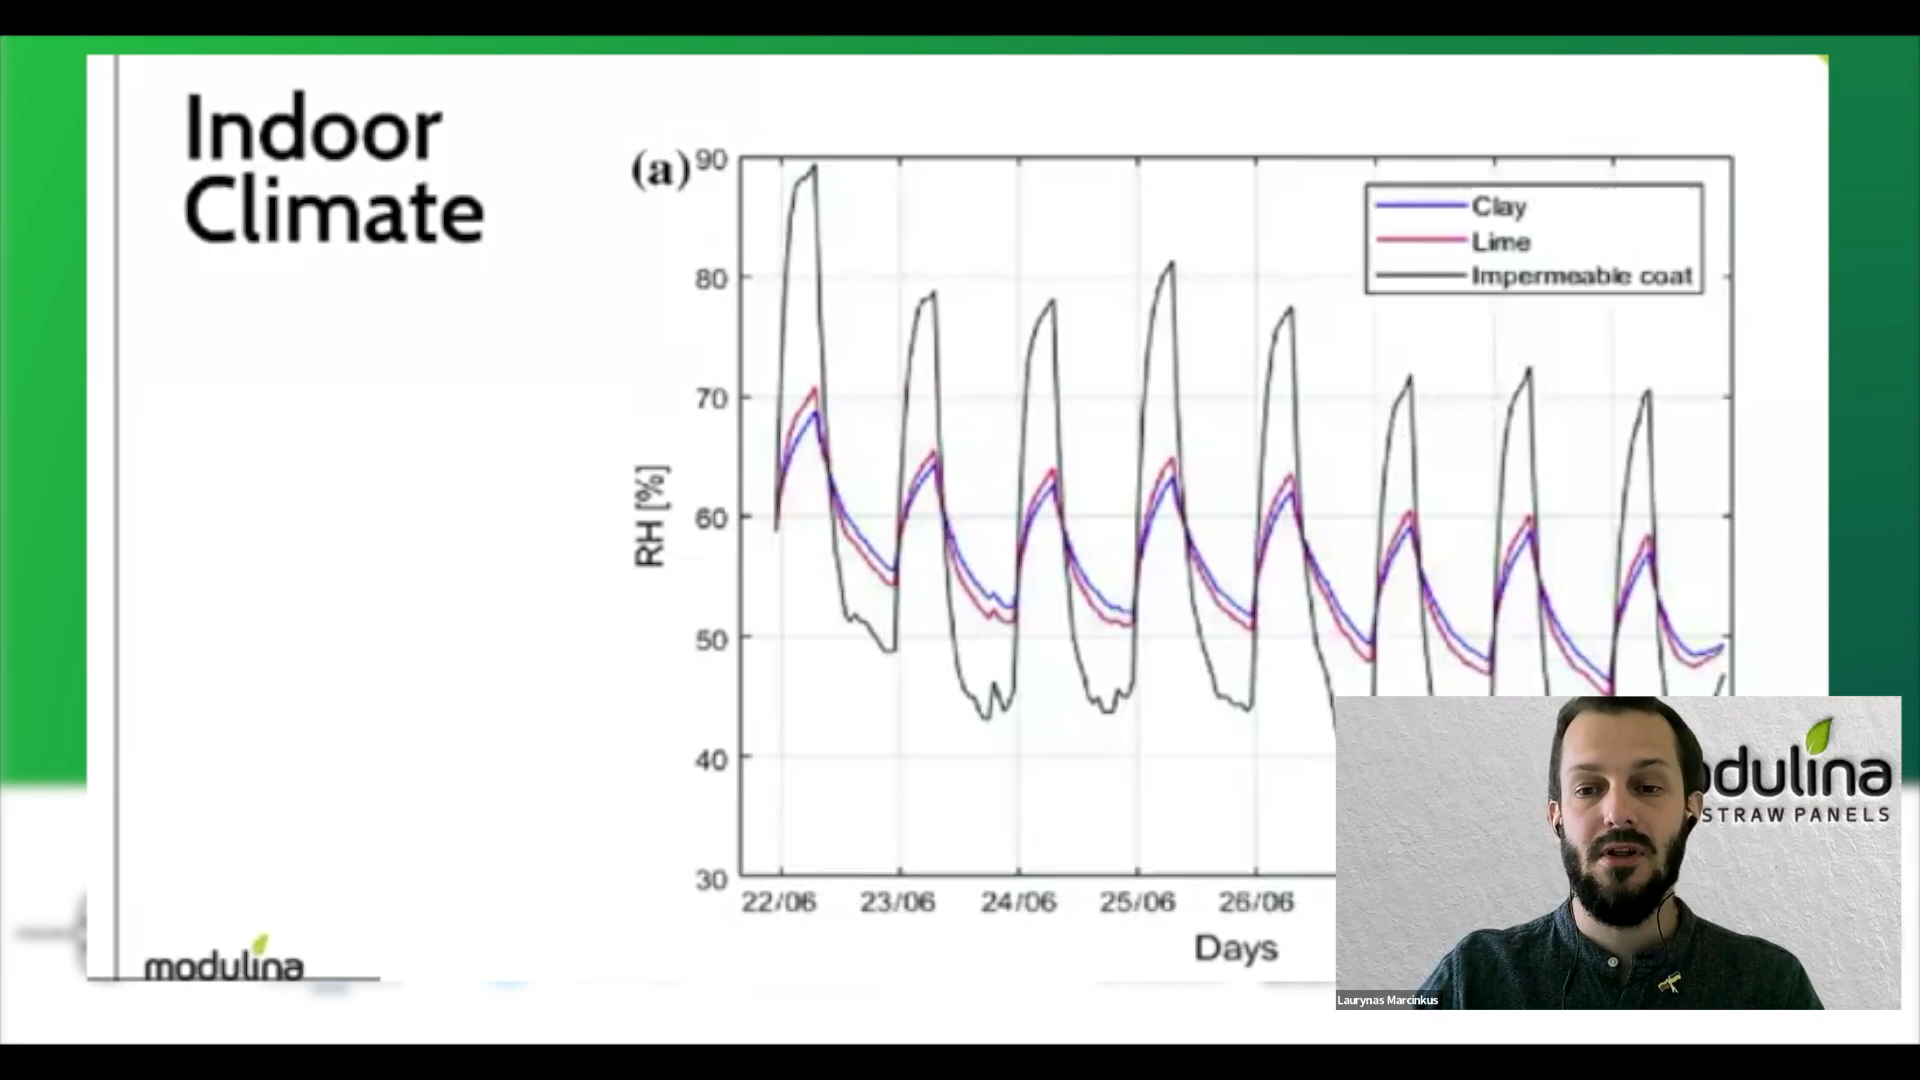 Indoor
Climate
(a)
90
80
70
60
50
40
30
RH [%]
Clay
Lime
Impermeable coat
22/06
23/06
24/06
25/06
26/06
Days
modulina
odulina
STRAW PANELS
Laurynas Marcinkus